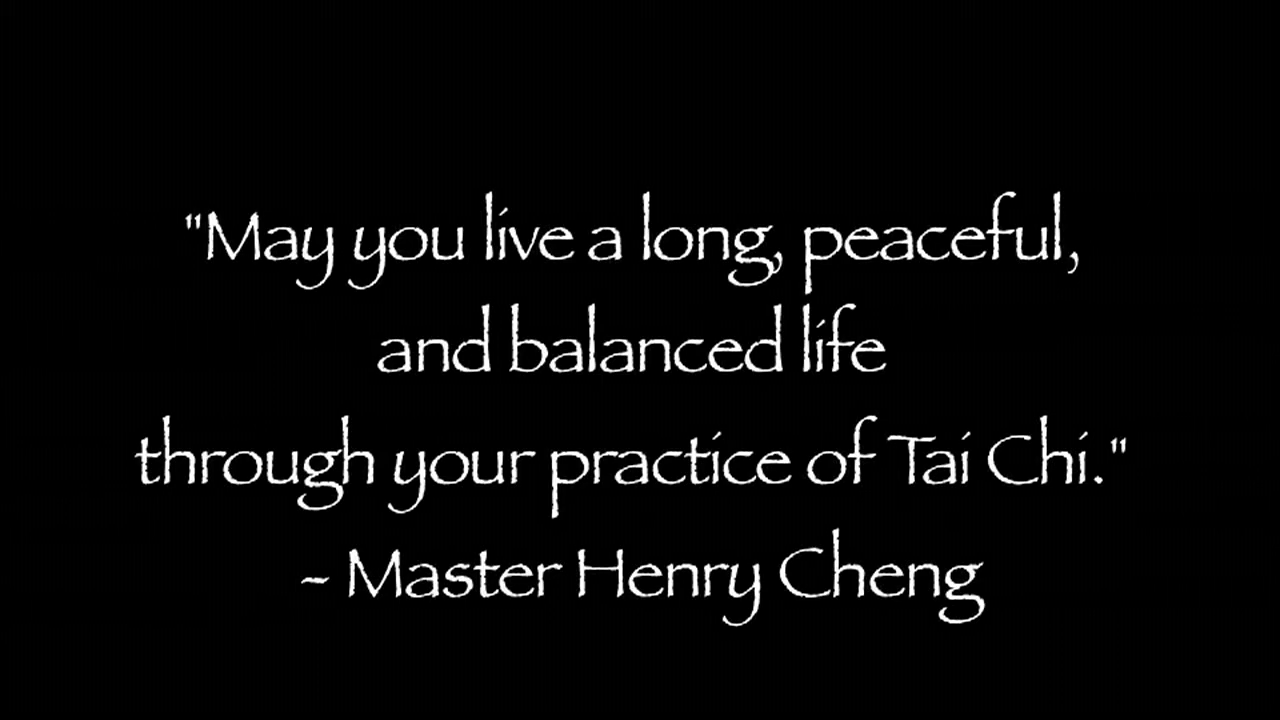 "May you live a long, peaceful,
and balanced life
through your practice of Tai Chi."
- Master Henry Cheng